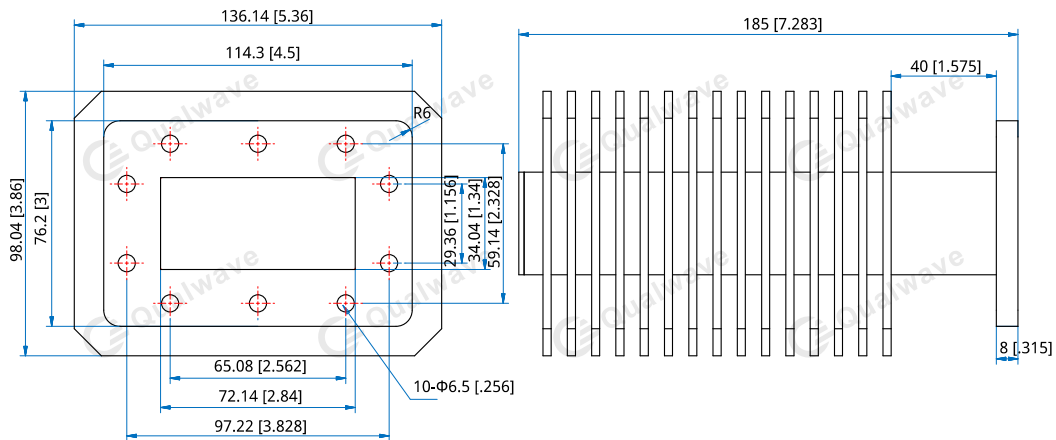 136.14 [5.36]
114.3 [4.5]
R6
98.04 [3.86]
76.2 [3]
29.36 [1.156]
34.04 [1.34]
59.14 [2.328]
65.08 [2.562]
72.14 [2.84]
97.22 [3.828]
10-Φ6.5 [.256]
185 [7.283]
40 [1.575]
8 [.315]
Qualwave
Qualwave
Qualwave
Qualwave
Qualwave
Qualwave
Qualwave
Qualwave